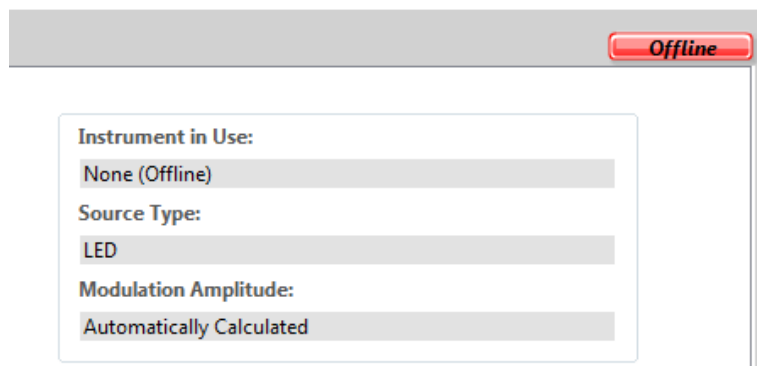 Offline
Instrument in Use:
None (Offline)
Source Type:
LED
Modulation Amplitude:
Automatically Calculated